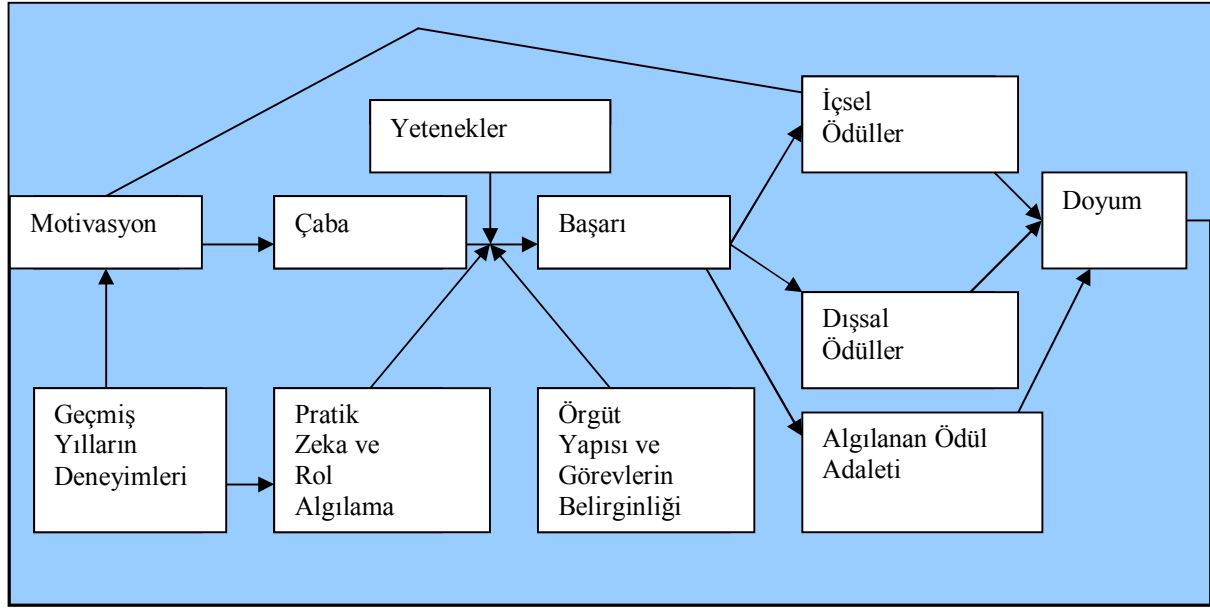 Yetenekler
İçsel
Ödüller
Motivasyon
Çaba
Başarı
Doyum
Dışsal
Ödüller
Geçmiş
Yılların
Deneyimleri
Pratik
Zeka ve
Rol
Algılama
Örgüt
Yapısı ve
Görevlerin
Belirginliği
Algılanan Ödül
Adaleti